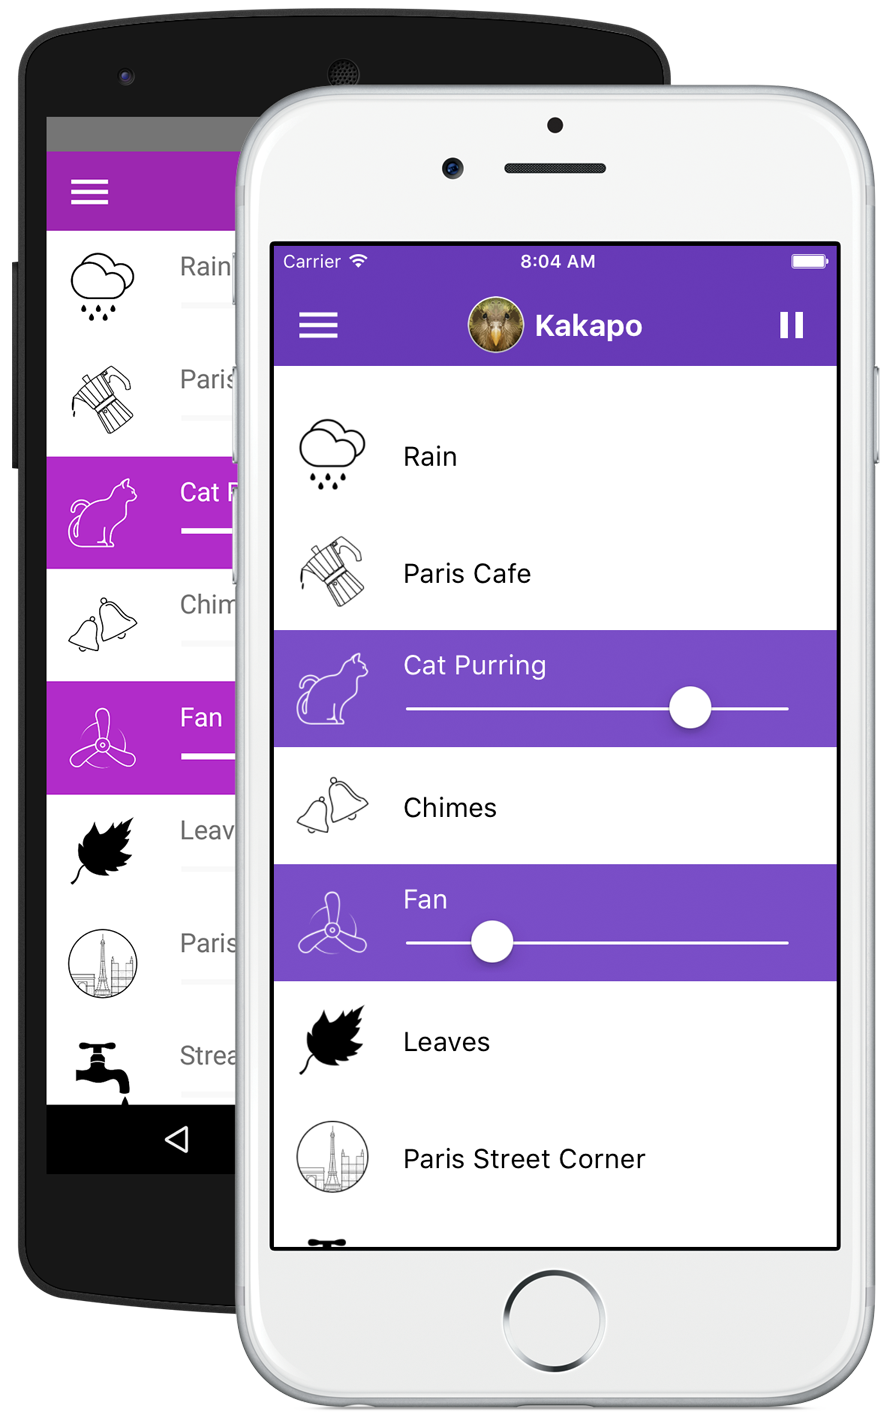 Rain
Paris
Cat P
Chim
Fan
Leav
Paris
Strea
Carrier
8:04 AM
Kakapo
Rain
Paris Cafe
Cat Purring
Chimes
Fan
Leaves
Paris Street Corner